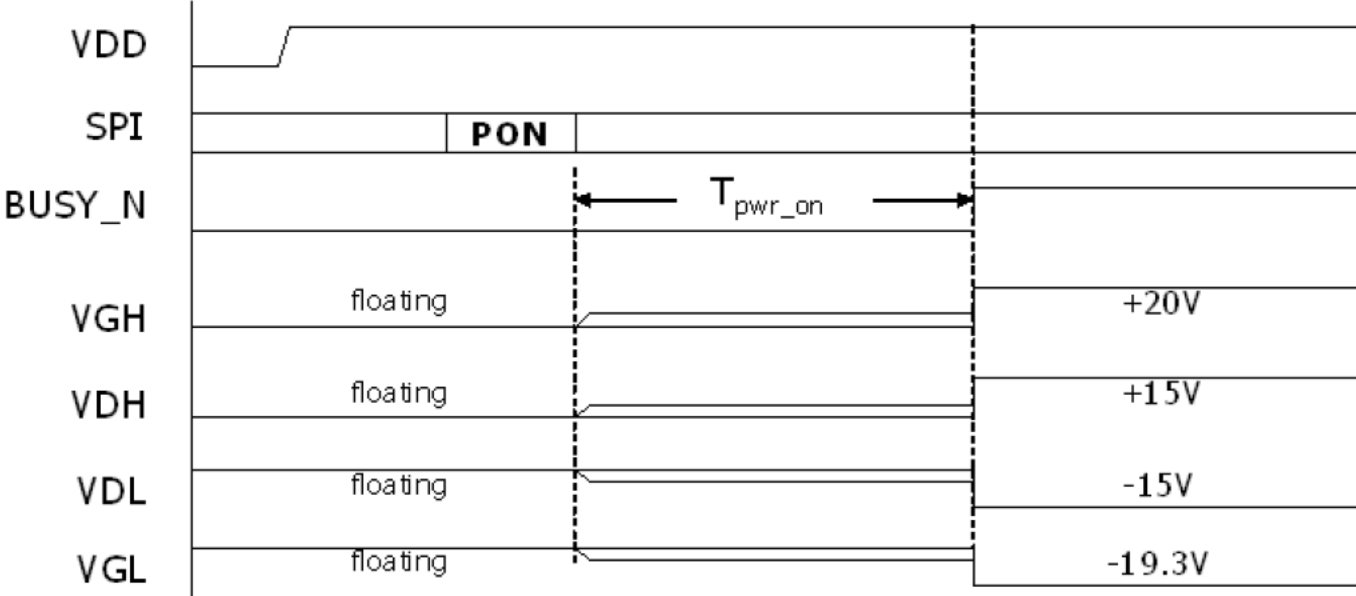 VDD
SPI PON
BUSY_N Tpwr_on
VGH floating +20V
VDH floating +15V
VDL floating -15V
VGL floating -19.3V